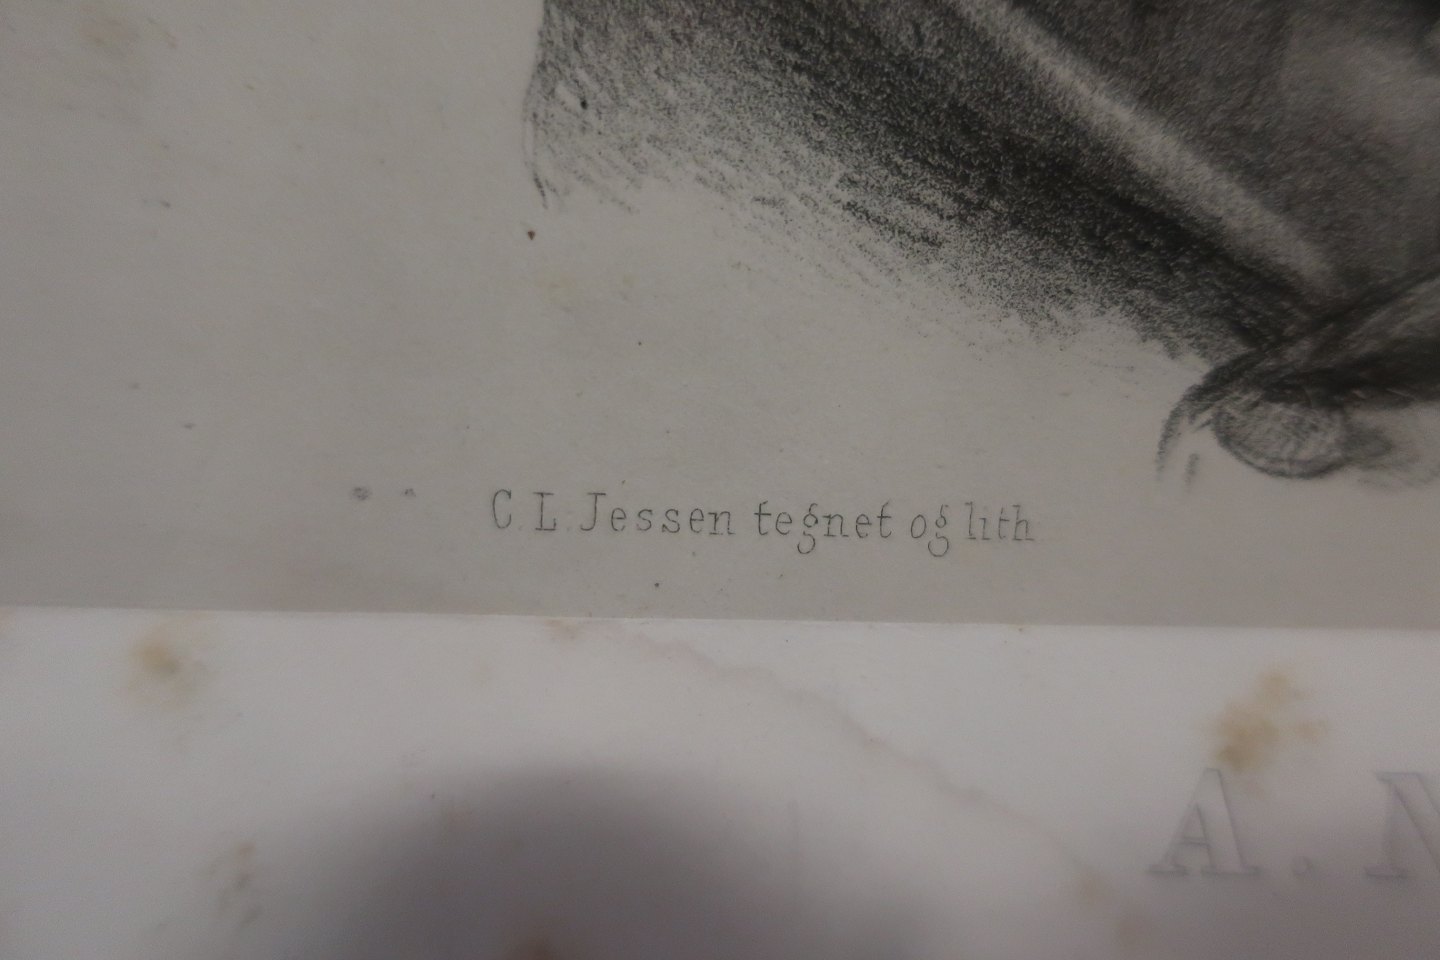 C. L. Jessen tegnet og lith
A. N